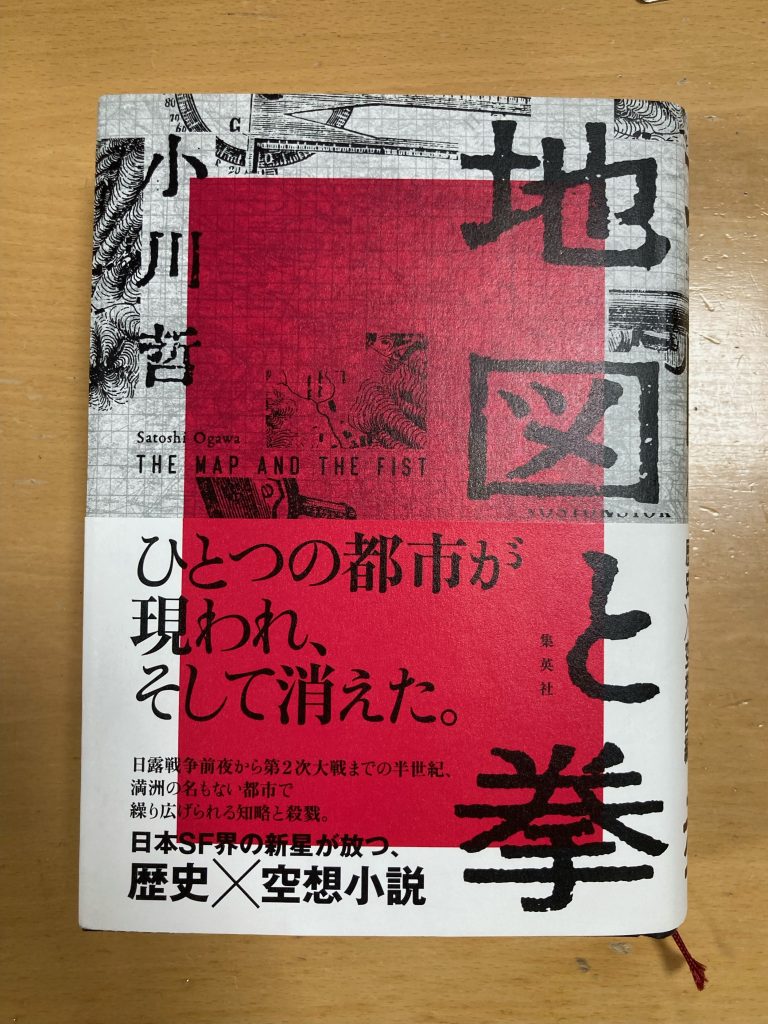 地図と拳
小川哲
Satoshi Ogawa
THE MAP AND THE FIST
ひとつの都市が
現われ、
そして消えた。
集英社
日露戦争前夜から第2次大戦までの半世紀、
満洲の名もない都市で
繰り広げられる知略と殺戮。
日本SF界の新星が放つ、
歴史×空想小説
80
70
60
G
20